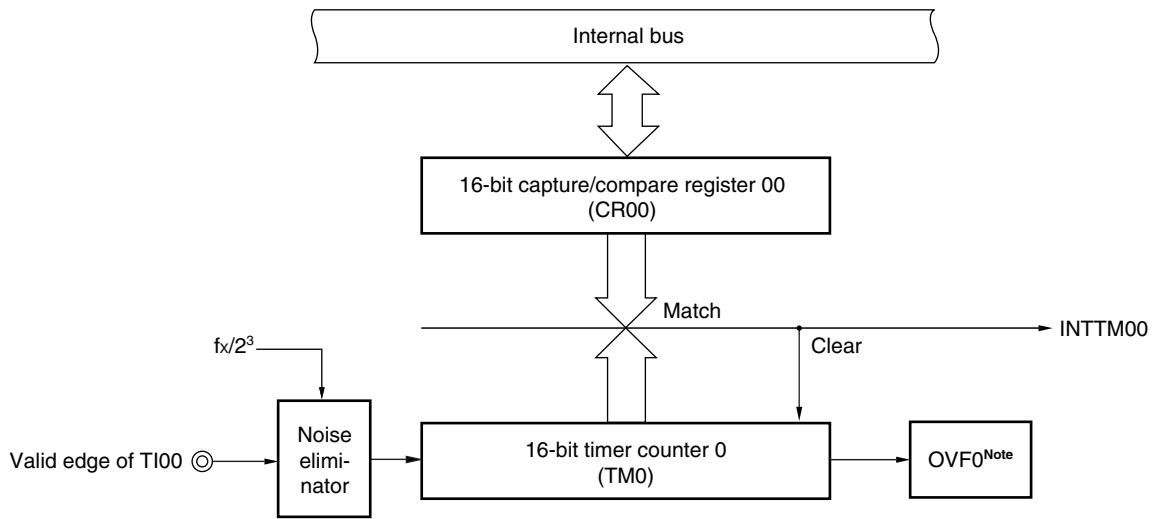 Internal bus
16-bit capture/compare register 00
(CR00)
Match
INTTM00
fx/2³
Clear
Noise
elimi-
nator
Valid edge of TI00
16-bit timer counter 0
(TM0)
OVF0Note